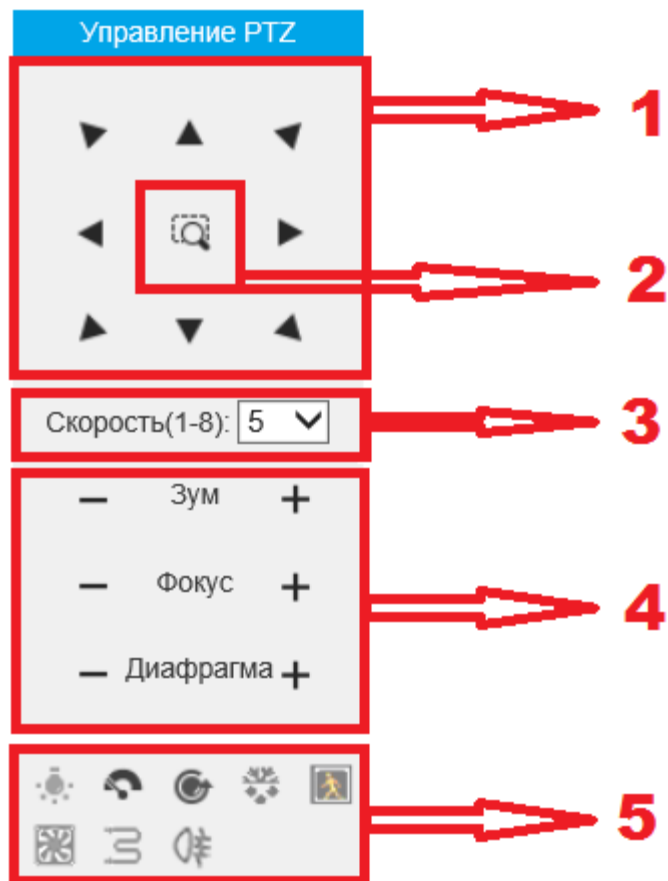 Управление PTZ
1
2
Скорость(1-8): 5
3
— Зум +
— Фокус +
4
— Диафрагма +
5